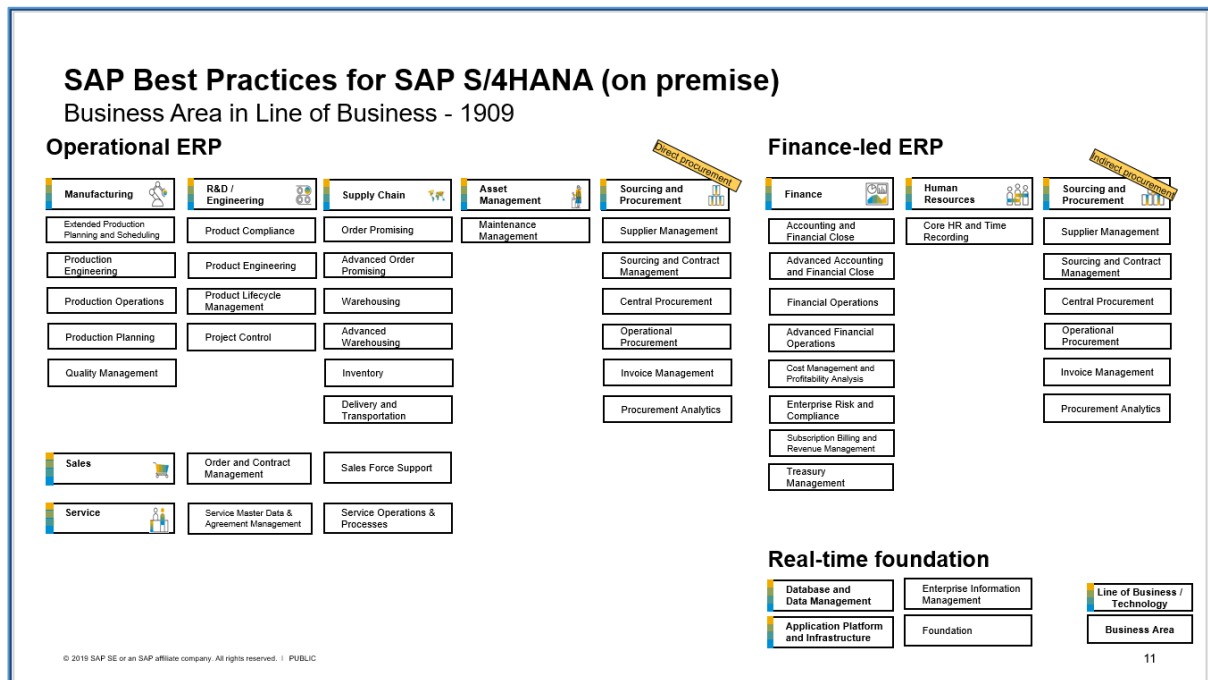 SAP Best Practices for SAP S/4HANA (on premise)
Business Area in Line of Business - 1909
Operational ERP
Direct procurement
Manufacturing
Extended Production
Planning and Scheduling
Production
Engineering
Production Operations
Production Planning
Quality Management
R&D /
Engineering
Product Compliance
Product Engineering
Product Lifecycle
Management
Project Control
Supply Chain
Order Promising
Advanced Order
Promising
Warehousing
Advanced
Warehousing
Inventory
Delivery and
Transportation
Asset
Management
Maintenance
Management
Sourcing and
Procurement
Supplier Management
Sourcing and Contract
Management
Central Procurement
Operational
Procurement
Invoice Management
Procurement Analytics
Sales
Order and Contract
Management
Sales Force Support
Service
Service Master Data &
Agreement Management
Service Operations &
Processes
Finance-led ERP
Indirect procurement
Finance
Accounting and
Financial Close
Advanced Accounting
and Financial Close
Financial Operations
Advanced Financial
Operations
Cost Management and
Profitability Analysis
Enterprise Risk and
Compliance
Subscription Billing and
Revenue Management
Treasury
Management
Human
Resources
Core HR and Time
Recording
Sourcing and
Procurement
Supplier Management
Sourcing and Contract
Management
Central Procurement
Operational
Procurement
Invoice Management
Procurement Analytics
Real-time foundation
Database and
Data Management
Enterprise Information
Management
Application Platform
and Infrastructure
Foundation
Line of Business /
Technology
Business Area
© 2019 SAP SE or an SAP affiliate company. All rights reserved. | PUBLIC
11